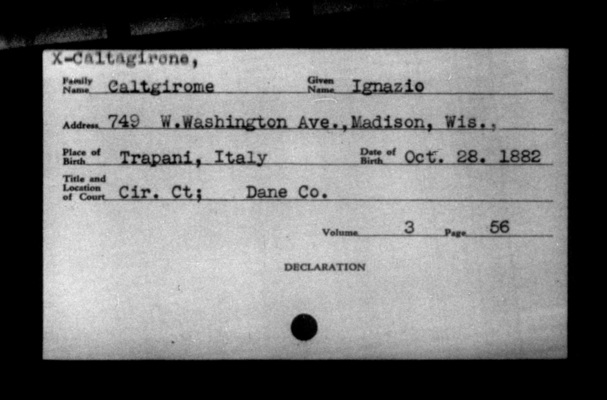 X-Caltagirone,
Family Name Caltgirome Given Name Ignazio
Address 749 W.Washington Ave.,Madison, Wis.,
Place of Birth Trapani, Italy Date of Birth Oct. 28. 1882
Title and Location of Court Cir. Ct; Dane Co.
Volume 3 Page 56
DECLARATION